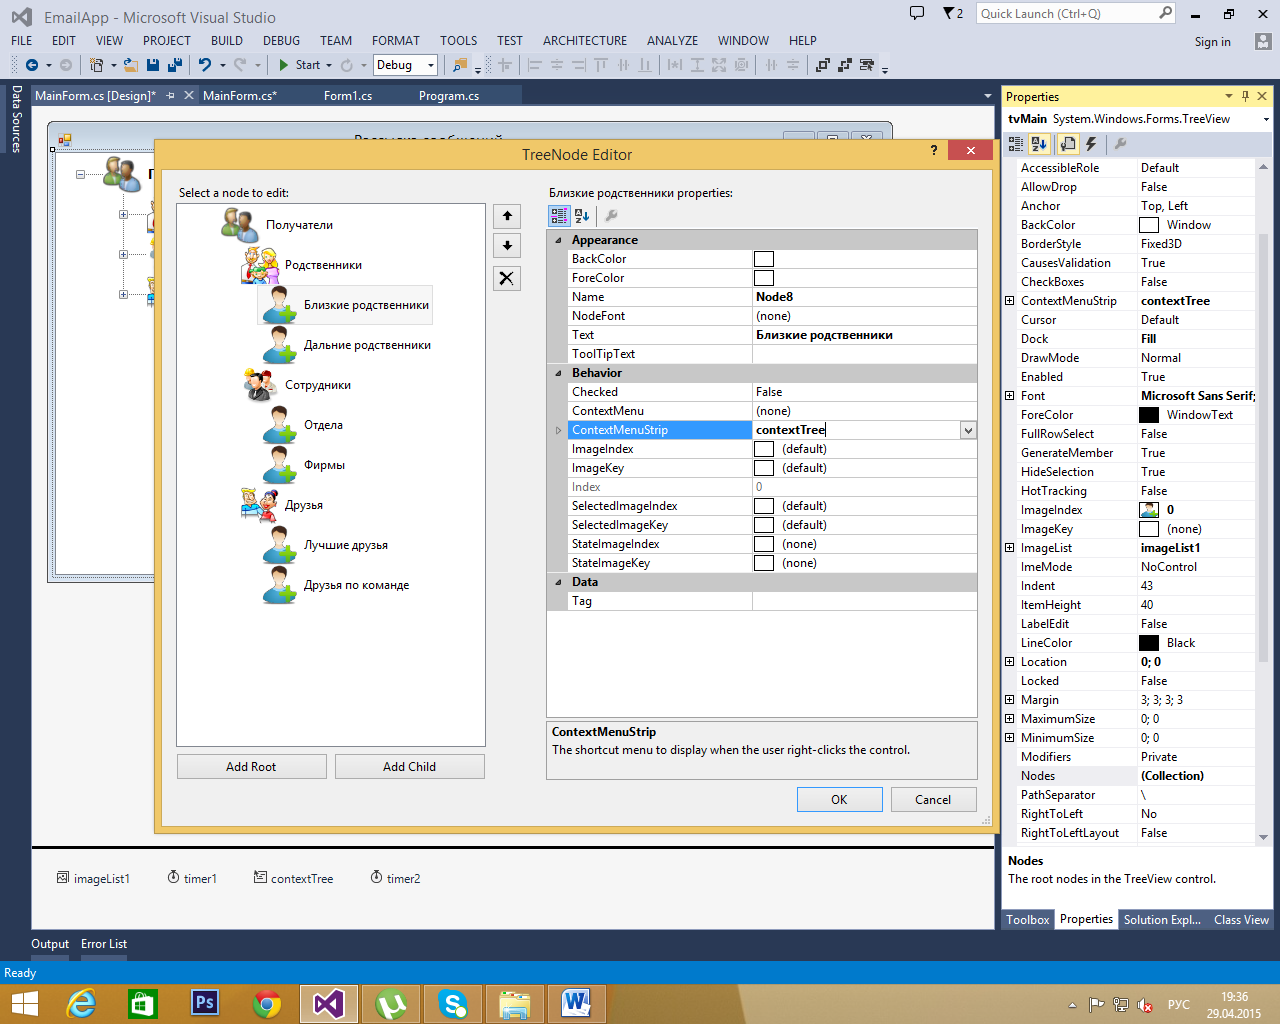 EmailApp - Microsoft Visual Studio
2
Quick Launch (Ctrl+Q)
FILE EDIT VIEW PROJECT BUILD DEBUG TEAM FORMAT TOOLS TEST ARCHITECTURE ANALYZE WINDOW HELP
Sign in
Start
Debug
Data Sources
MainForm.cs [Design]*
MainForm.cs*
Form1.cs
Program.cs
TreeNode Editor
?
Select a node to edit:
Получатели
Родственники
Близкие родственники
Дальние родственники
Сотрудники
Отдела
Фирмы
Друзья
Лучшие друзья
Друзья по команде
Add Root
Add Child
Близкие родственники properties:
Appearance
BackColor
ForeColor
Name Node8
NodeFont (none)
Text Близкие родственники
ToolTipText
Behavior
Checked False
ContextMenu (none)
ContextMenuStrip contextTree
ImageIndex (default)
ImageKey (default)
Index 0
SelectedImageIndex (default)
SelectedImageKey (default)
StateImageIndex (none)
StateImageKey (none)
Data
Tag
ContextMenuStrip
The shortcut menu to display when the user right-clicks the control.
OK
Cancel
Properties
tvMain System.Windows.Forms.TreeView
AccessibleRole Default
AllowDrop False
Anchor Top, Left
BackColor Window
BorderStyle Fixed3D
CausesValidation True
CheckBoxes False
ContextMenuStrip contextTree
Cursor Default
Dock Fill
DrawMode Normal
Enabled True
Font Microsoft Sans Serif;
ForeColor WindowText
FullRowSelect False
GenerateMember True
HideSelection True
HotTracking False
ImageIndex 0
ImageKey (none)
ImageList imageList1
ImeMode NoControl
Indent 43
ItemHeight 40
LabelEdit False
LineColor Black
Location 0; 0
Locked False
Margin 3; 3; 3; 3
MaximumSize 0; 0
MinimumSize 0; 0
Modifiers Private
Nodes (Collection)
PathSeparator \
RightToLeft No
RightToLeftLayout False
Nodes
The root nodes in the TreeView control.
Toolbox
Properties
Solution Expl...
Class View
imageList1
timer1
contextTree
timer2
Output
Error List
Ready
Ps
РУС
19:36
29.04.2015